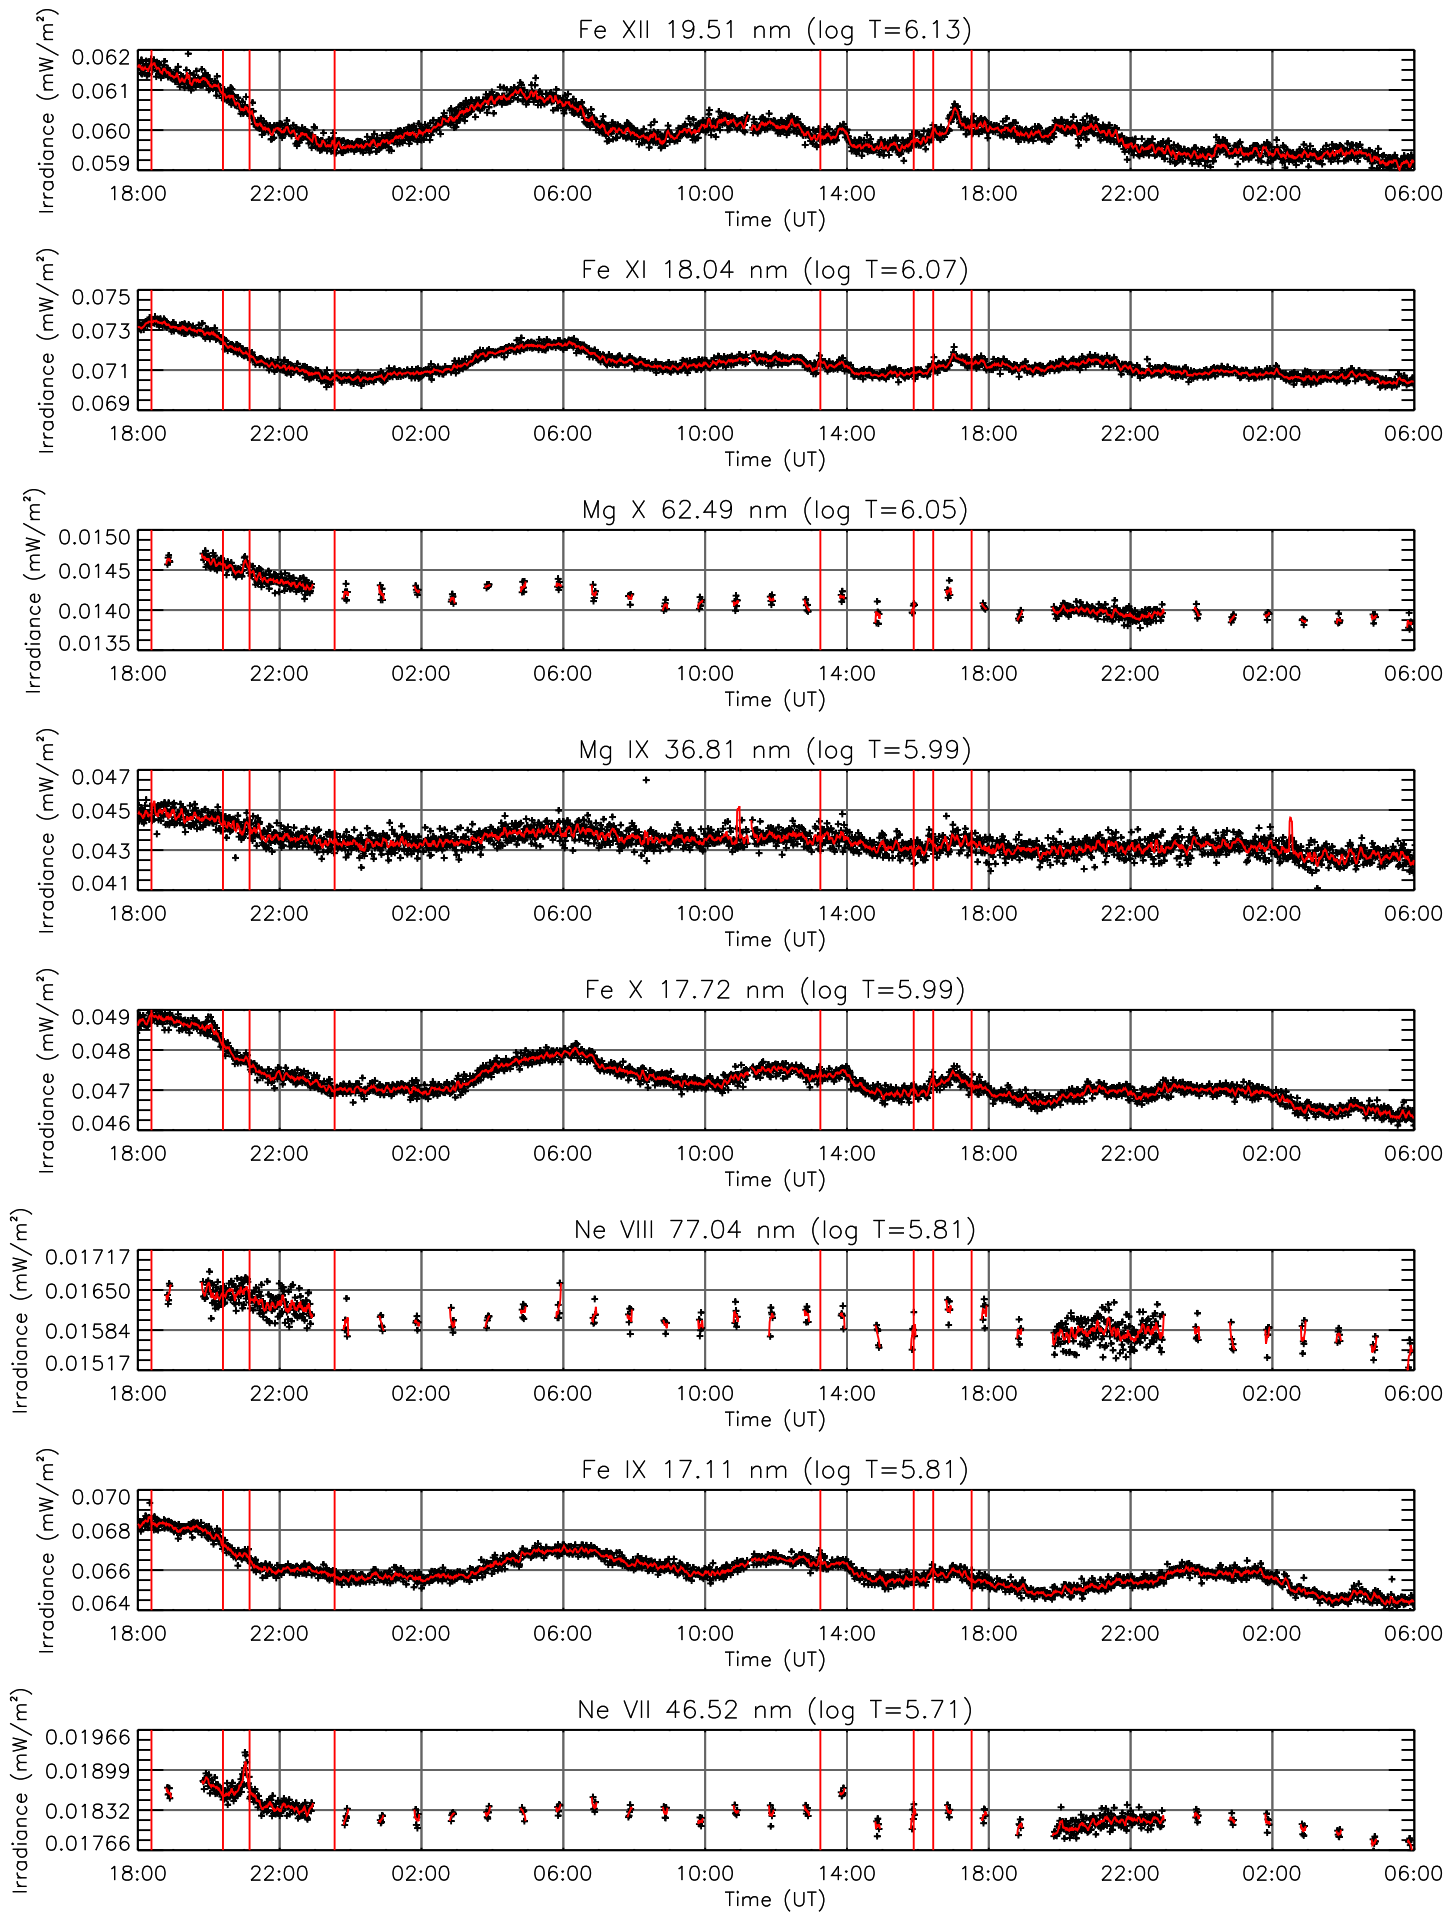 Fe XII 19.51 nm (log T=6.13)
Irradiance (mW/m²)
0.062
0.061
0.060
0.059
18:00 22:00 02:00 06:00 10:00 14:00 18:00 22:00 02:00 06:00
Time (UT)
Fe XI 18.04 nm (log T=6.07)
Irradiance (mW/m²)
0.075
0.073
0.071
0.069
18:00 22:00 02:00 06:00 10:00 14:00 18:00 22:00 02:00 06:00
Time (UT)
Mg X 62.49 nm (log T=6.05)
Irradiance (mW/m²)
0.0150
0.0145
0.0140
0.0135
18:00 22:00 02:00 06:00 10:00 14:00 18:00 22:00 02:00 06:00
Time (UT)
Mg IX 36.81 nm (log T=5.99)
Irradiance (mW/m²)
0.047
0.045
0.043
0.041
18:00 22:00 02:00 06:00 10:00 14:00 18:00 22:00 02:00 06:00
Time (UT)
Fe X 17.72 nm (log T=5.99)
Irradiance (mW/m²)
0.049
0.048
0.047
0.046
18:00 22:00 02:00 06:00 10:00 14:00 18:00 22:00 02:00 06:00
Time (UT)
Ne VIII 77.04 nm (log T=5.81)
Irradiance (mW/m²)
0.01717
0.01650
0.01584
0.01517
18:00 22:00 02:00 06:00 10:00 14:00 18:00 22:00 02:00 06:00
Time (UT)
Fe IX 17.11 nm (log T=5.81)
Irradiance (mW/m²)
0.070
0.068
0.066
0.064
18:00 22:00 02:00 06:00 10:00 14:00 18:00 22:00 02:00 06:00
Time (UT)
Ne VII 46.52 nm (log T=5.71)
Irradiance (mW/m²)
0.01966
0.01899
0.01832
0.01766
18:00 22:00 02:00 06:00 10:00 14:00 18:00 22:00 02:00 06:00
Time (UT)